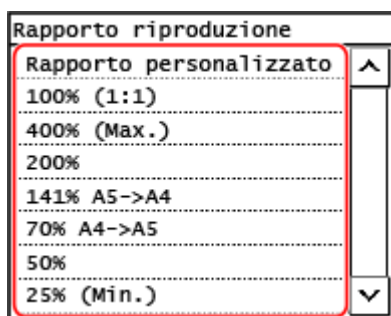 Rapporto riproduzione
Rapporto personalizzato
100% (1:1)
400% (Max.)
200%
141% A5->A4
70% A4->A5
50%
25% (Min.)